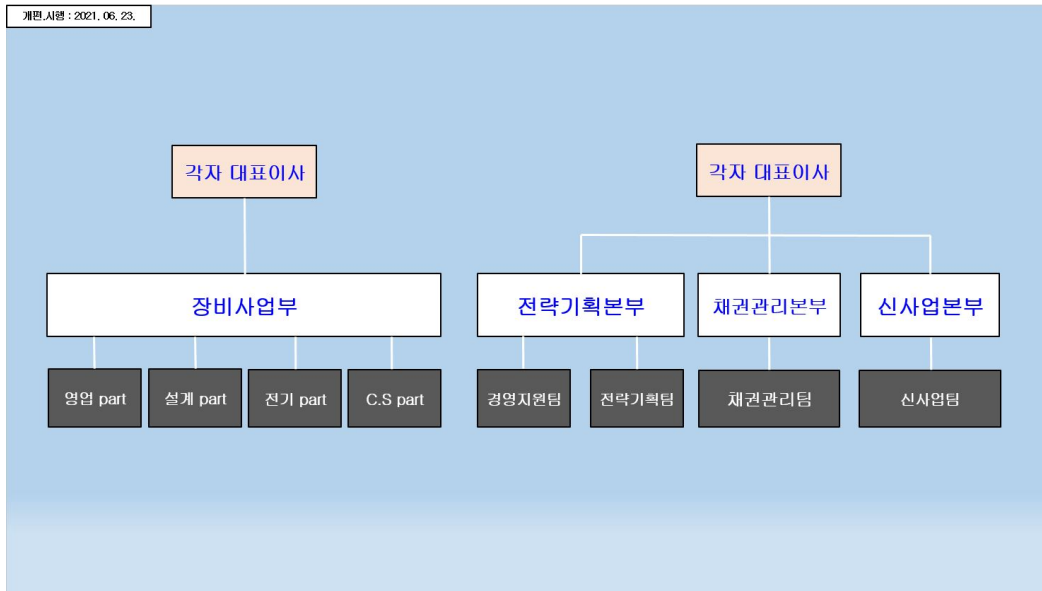 개편.시행 : 2021. 06. 23.
각자 대표이사
각자 대표이사
장비사업부
전략기획본부
채권관리본부
신사업본부
영업 part
설계 part
전기 part
C.S part
경영지원팀
전략기획팀
채권관리팀
신사업팀